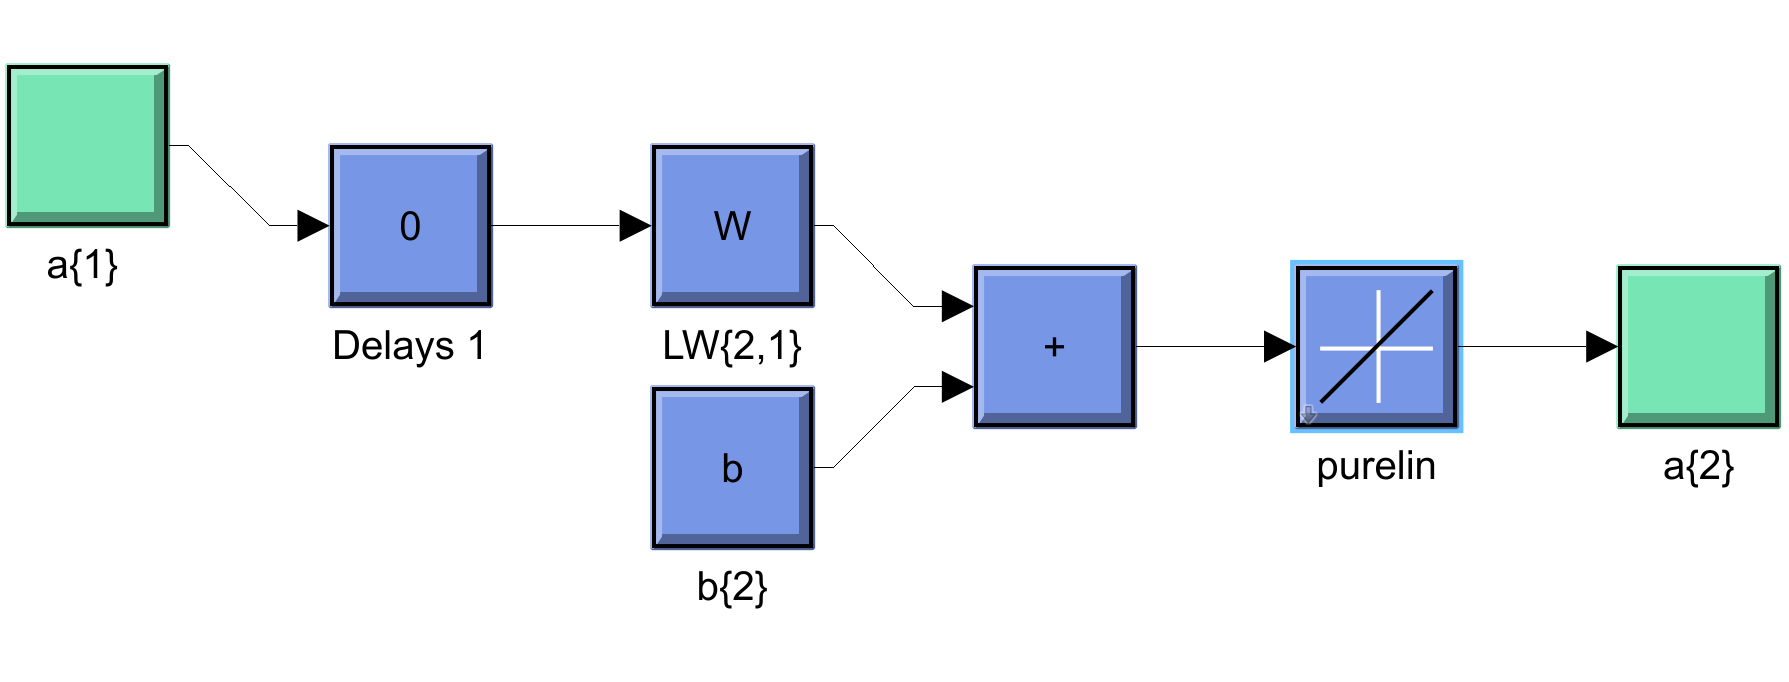 a{1}
0
Delays 1
W
LW{2,1}
b
b{2}
+
purelin
a{2}